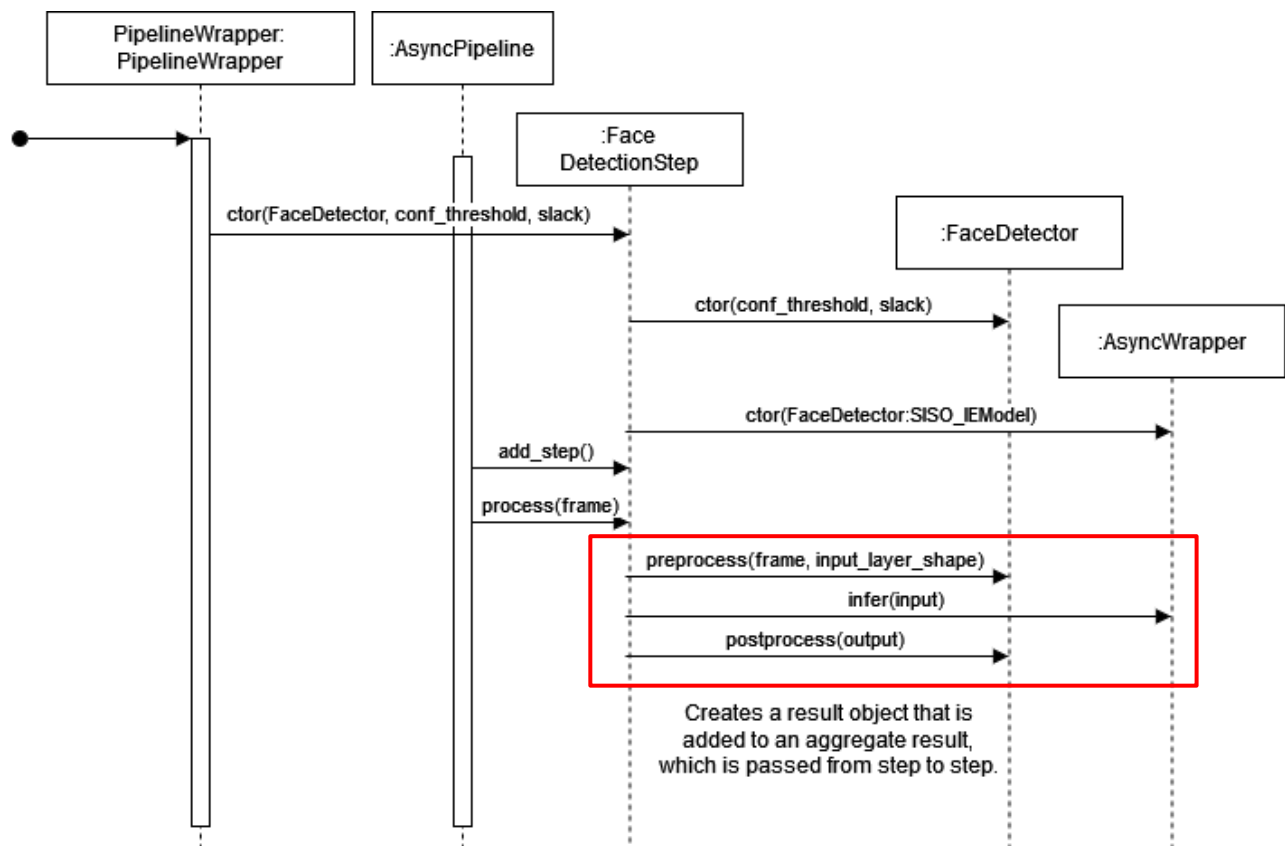 PipelineWrapper:
PipelineWrapper
:AsyncPipeline
:Face
DetectionStep
ctor(FaceDetector, conf_threshold, slack)
:FaceDetector
ctor(conf_threshold, slack)
:AsyncWrapper
ctor(FaceDetector:SISO_IEModel)
add_step()
process(frame)
preprocess(frame, input_layer_shape)
infer(input)
postprocess(output)
Creates a result object that is
added to an aggregate result,
which is passed from step to step.